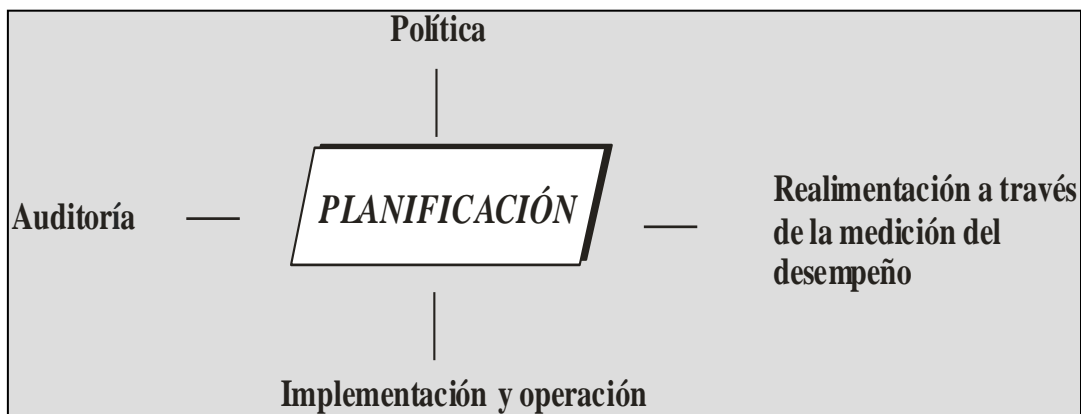 Política
Auditoría
PLANIFICACIÓN
Realimentación a través
de la medición del
desempeño
Implementación y operación